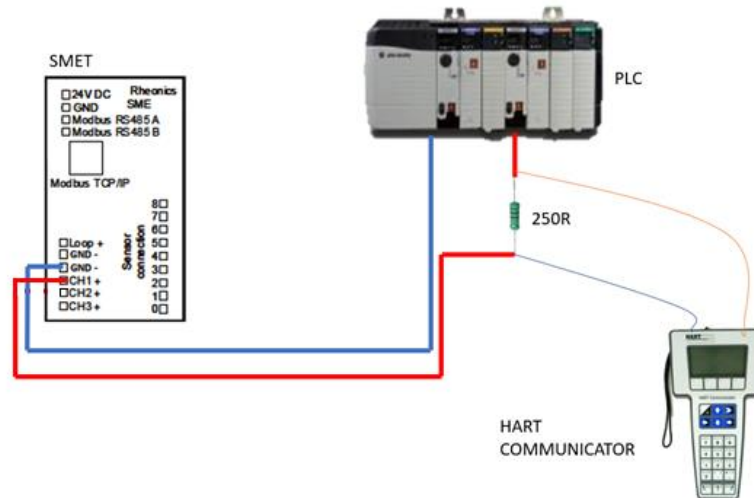 SMET
24V DC
GND
Modbus RS485 A
Modbus RS485 B
Rheonics
SME
Modbus TCP/IP
Loop +
GND -
GND -
CH1 +
CH2 +
CH3 +
Sensor
connection
8
7
6
5
4
3
2
1
0
PLC
250R
HART
HART
COMMUNICATOR